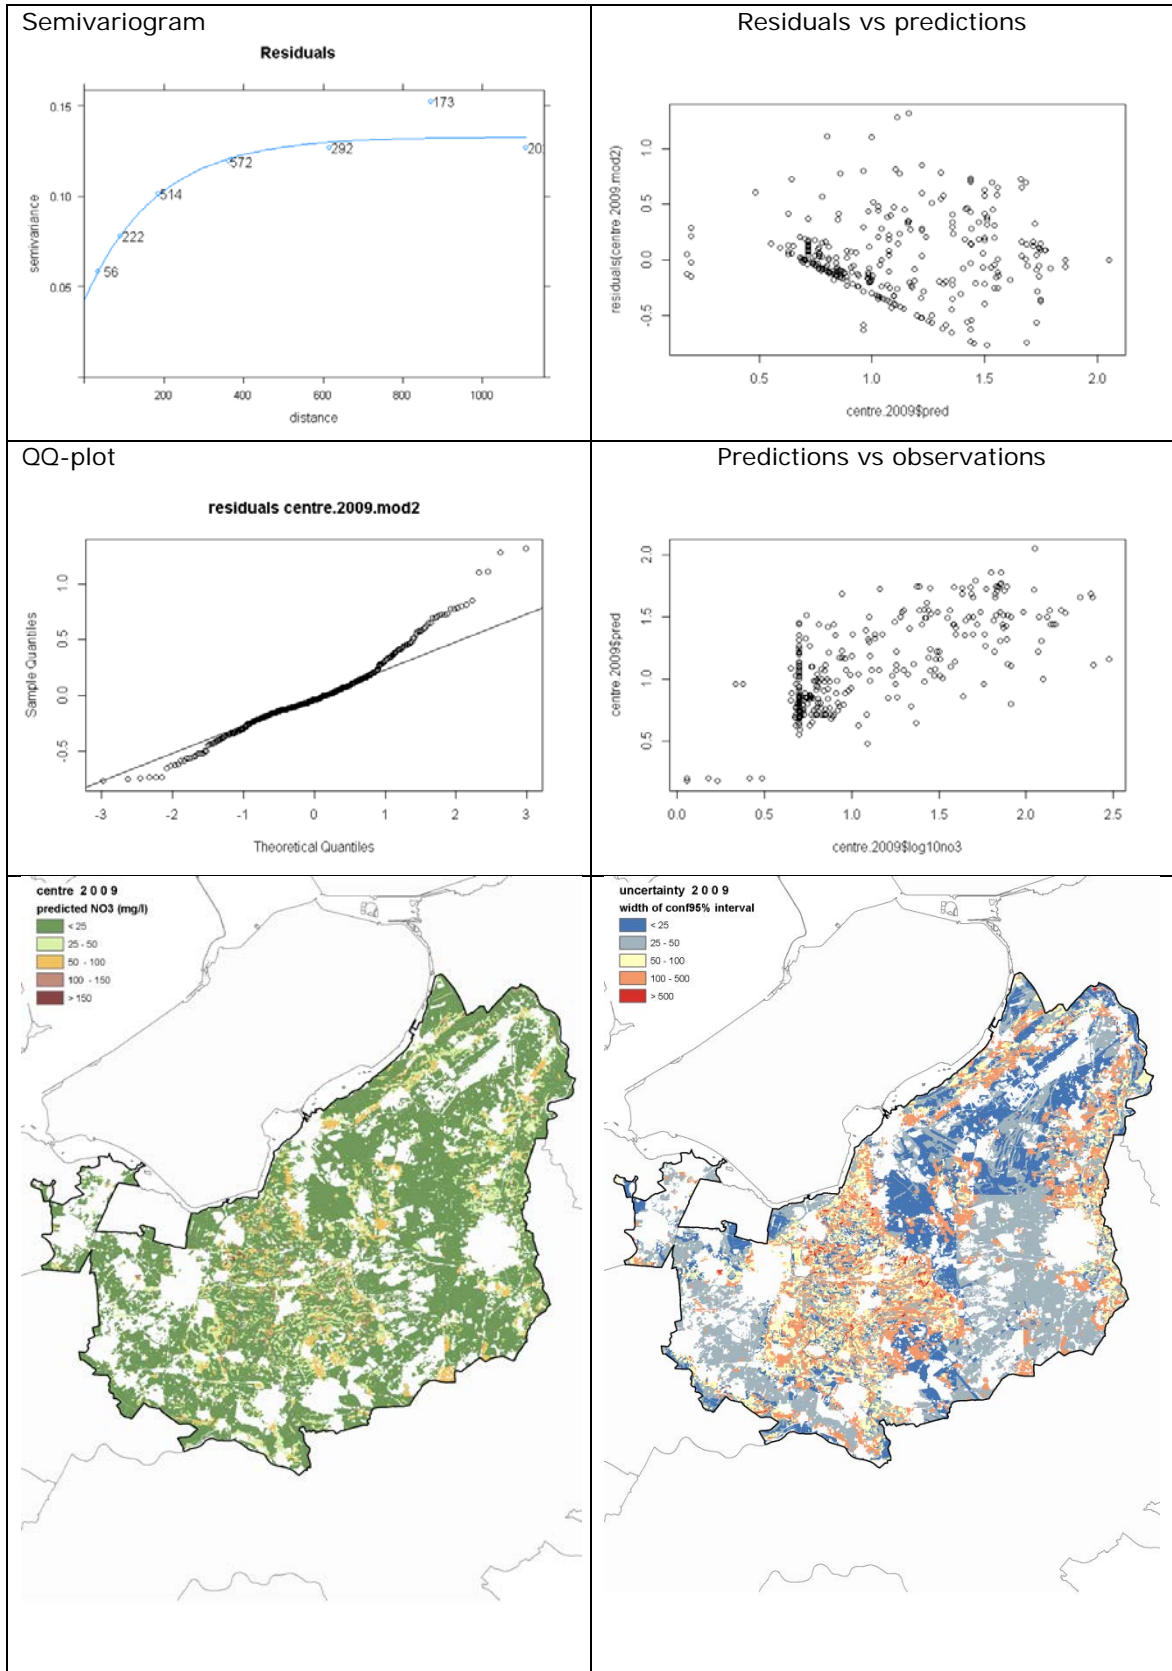 Semivariogram
Residuals
semivariance
0.15
0.10
0.05
56
222
514
572
292
173
20
200
400
600
800
1000
distance
Residuals vs predictions
residuals(centre.2009.mod2)
1.0
0.5
0.0
-0.5
0.5
1.0
1.5
2.0
centre.2009$pred
QQ-plot
residuals centre.2009.mod2
Sample Quantiles
1.0
0.5
0.0
-0.5
-3
-2
-1
0
1
2
3
Theoretical Quantiles
Predictions vs observations
centre.2009$pred
2.0
1.5
1.0
0.5
0.0
0.5
1.0
1.5
2.0
2.5
centre.2009$log10no3
centre 2009
predicted NO3 (mg/l)
< 25
25 - 50
50 - 100
100 - 150
> 150
uncertainty 2009
width of conf95% interval
< 25
25 - 50
50 - 100
100 - 500
> 500